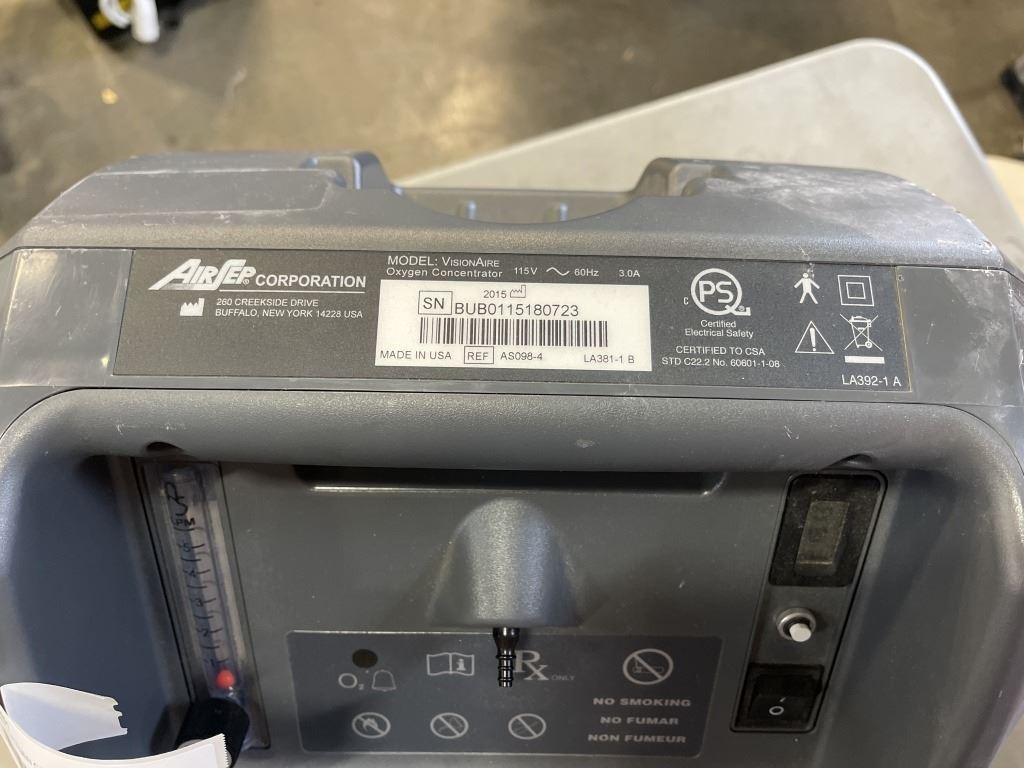 AIRSEP® CORPORATION
260 CREEKSIDE DRIVE
BUFFALO, NEW YORK 14228 USA
MODEL: VISIONAIRE
Oxygen Concentrator 115V 60Hz 3.0A
2015
SN BUB0115180723
MADE IN USA REF AS098-4 LA381-1 B
C PS
Certified
Electrical Safety
CERTIFIED TO CSA
STD C22.2 No. 60601-1-08
LA392-1 A
LPM
O2
RX ONLY
NO SMOKING
NO FUMAR
NON FUMEUR